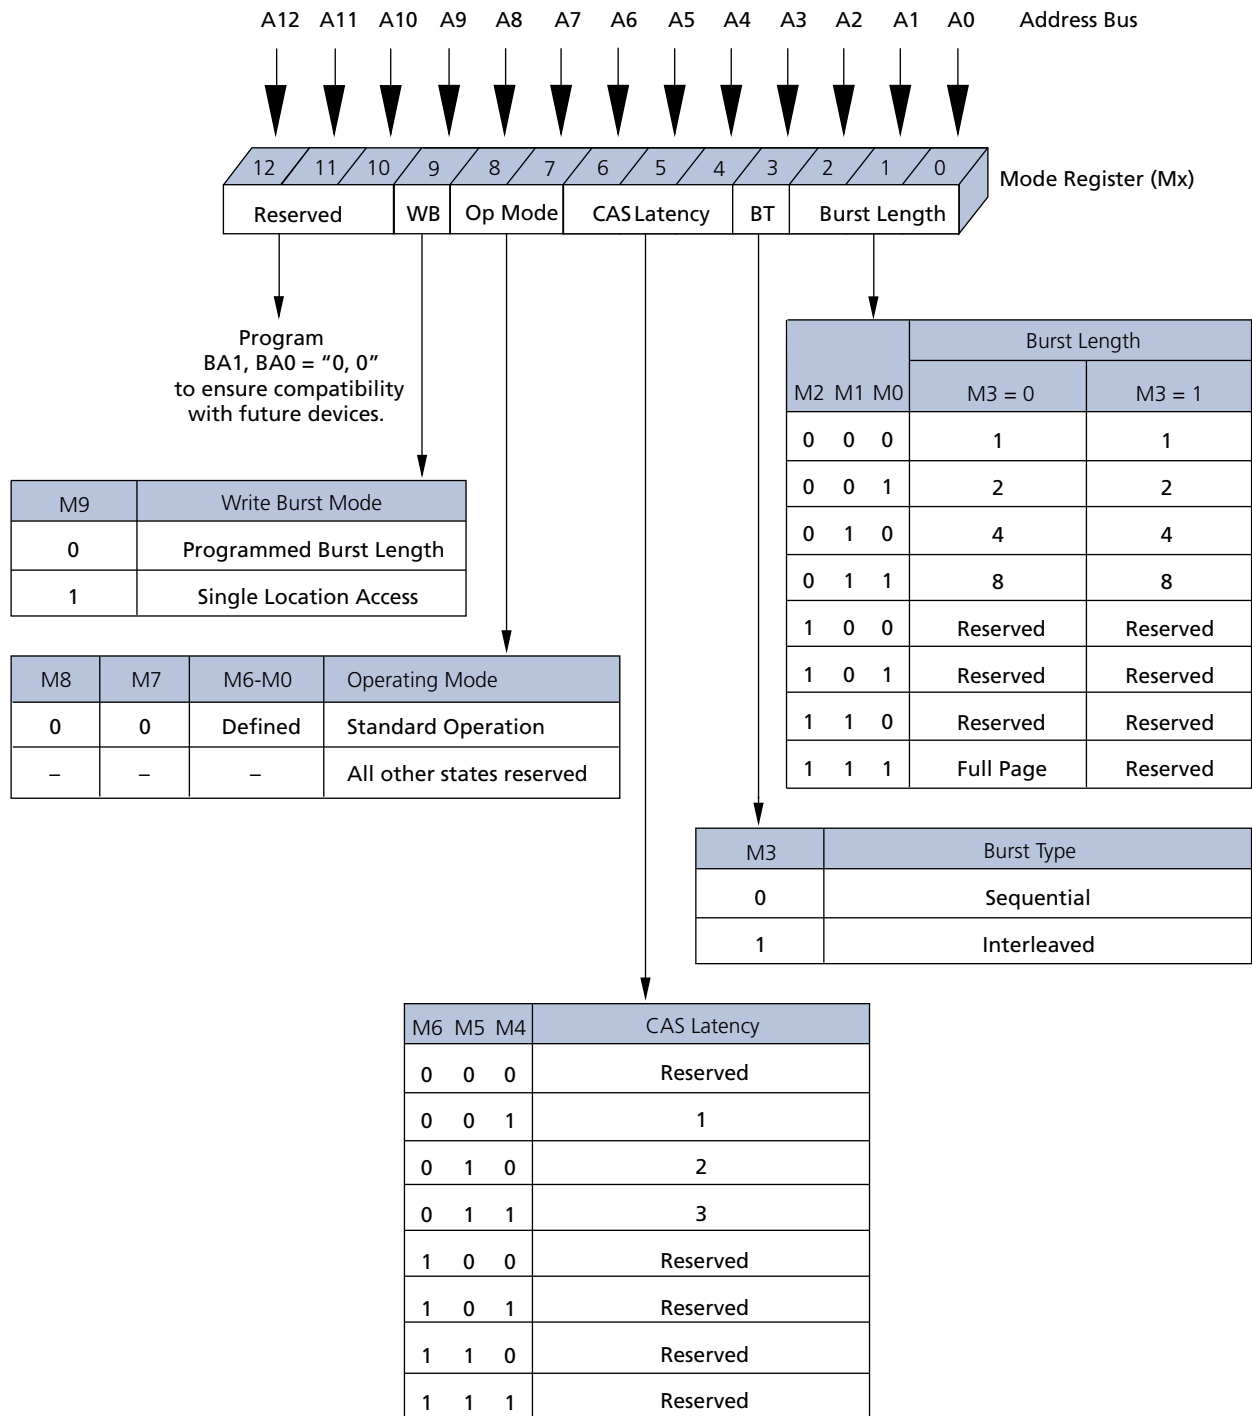 A12 A11 A10 A9 A8 A7 A6 A5 A4 A3 A2 A1 A0 Address Bus
12 11 10 9 8 7 6 5 4 3 2 1 0
Mode Register (Mx)
Reserved WB Op Mode CAS Latency BT Burst Length
Program
BA1, BA0 = “0, 0”
to ensure compatibility
with future devices.
Burst Length
M2 M1 M0 M3 = 0 M3 = 1
0 0 0 1 1
0 0 1 2 2
0 1 0 4 4
0 1 1 8 8
1 0 0 Reserved Reserved
1 0 1 Reserved Reserved
1 1 0 Reserved Reserved
1 1 1 Full Page Reserved
M9 Write Burst Mode
0 Programmed Burst Length
1 Single Location Access
M8 M7 M6-M0 Operating Mode
0 0 Defined Standard Operation
– – – All other states reserved
M3 Burst Type
0 Sequential
1 Interleaved
M6 M5 M4 CAS Latency
0 0 0 Reserved
0 0 1 1
0 1 0 2
0 1 1 3
1 0 0 Reserved
1 0 1 Reserved
1 1 0 Reserved
1 1 1 Reserved